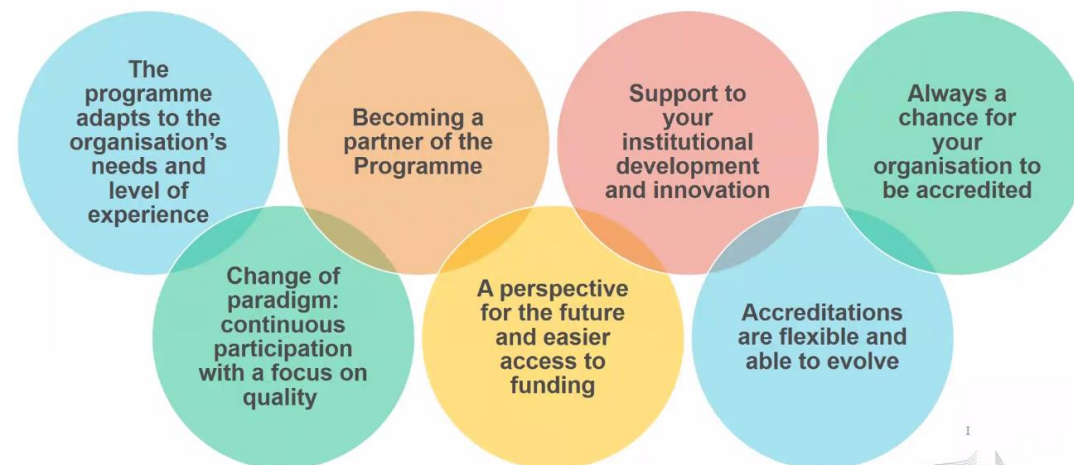 The
programme
adapts to the
organisation's
needs and
level of
experience
Change of
paradigm:
continuous
participation
with a focus on
quality
Becoming a
partner of the
Programme
A perspective
for the future
and easier
access to
funding
Support to
your
institutional
development
and innovation
Accreditations
are flexible and
able to evolve
Always a
chance for
your
organisation to
be accredited